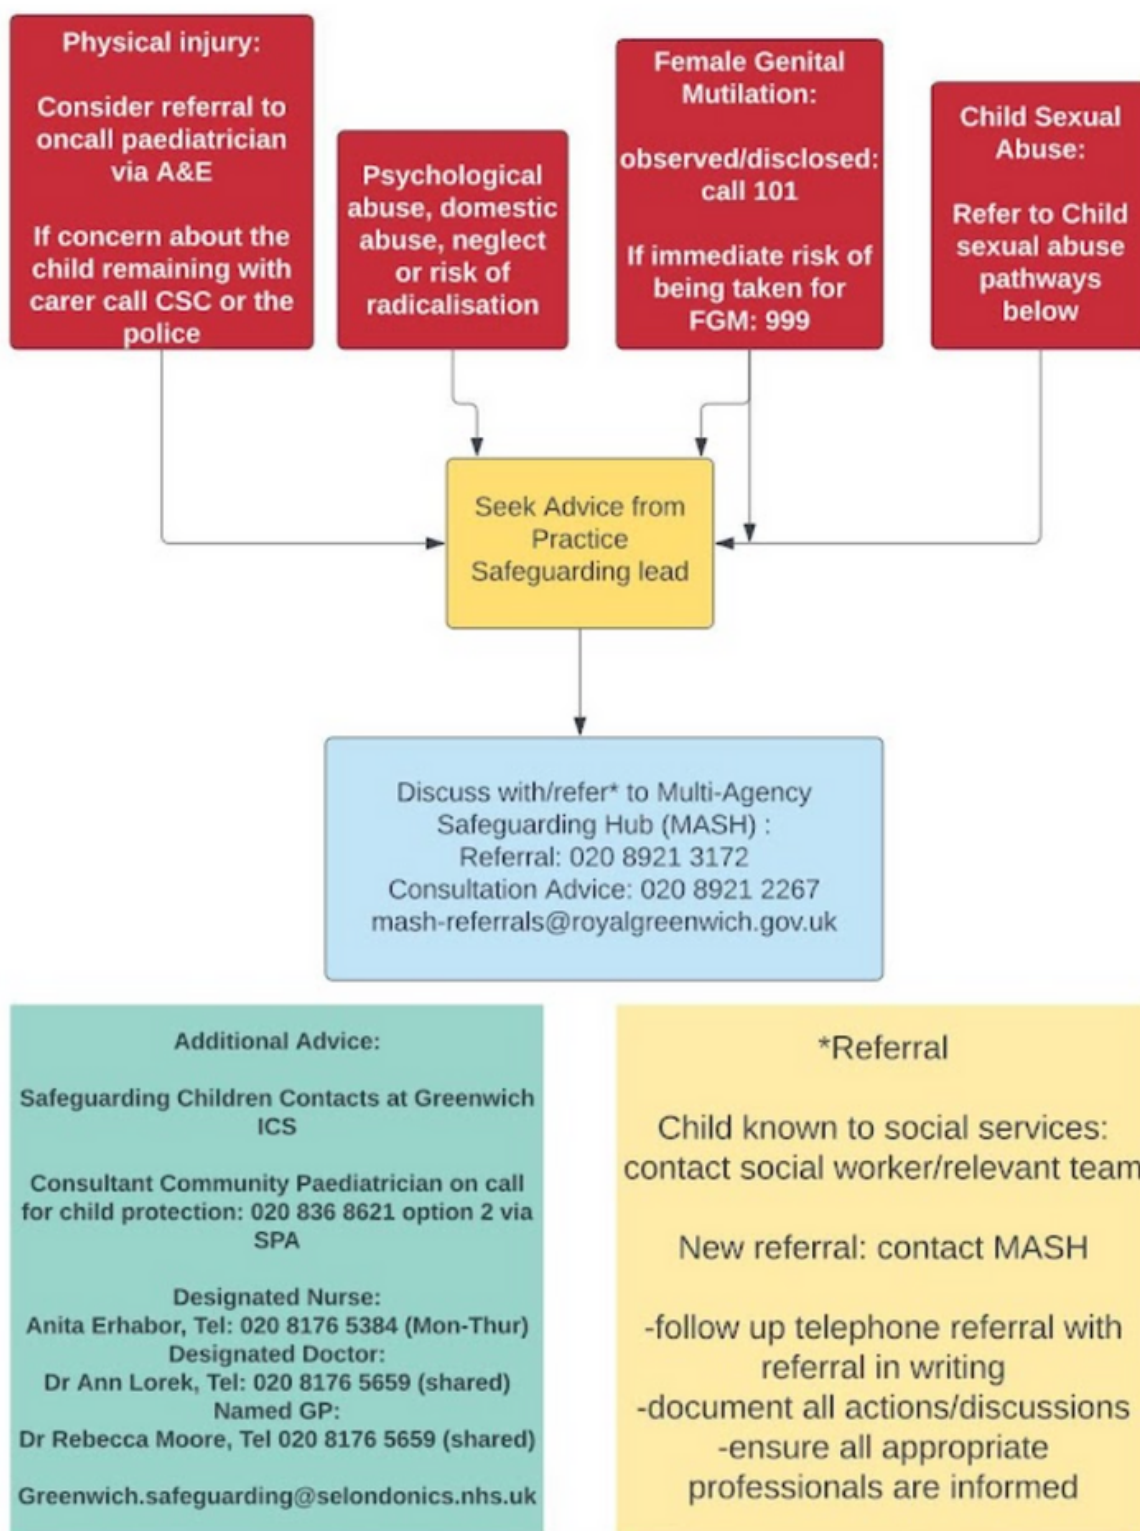 Physical injury:
Consider referral to
oncall paediatrician
via A&E
If concern about the
child remaining with
carer call CSC or the
police
Psychological
abuse, domestic
abuse, neglect
or risk of
radicalisation
Female Genital
Mutilation:
observed/disclosed:
call 101
If immediate risk of
being taken for
FGM: 999
Child Sexual
Abuse:
Refer to Child
sexual abuse
pathways
below
Seek Advice from
Practice
Safeguarding lead
Discuss with/refer* to Multi-Agency
Safeguarding Hub (MASH) :
Referral: 020 8921 3172
Consultation Advice: 020 8921 2267
mash-referrals@royalgreenwich.gov.uk
Additional Advice:
Safeguarding Children Contacts at Greenwich
ICS
Consultant Community Paediatrician on call
for child protection: 020 836 8621 option 2 via
SPA
Designated Nurse:
Anita Erhabor, Tel: 020 8176 5384 (Mon-Thur)
Designated Doctor:
Dr Ann Lorek, Tel: 020 8176 5659 (shared)
Named GP:
Dr Rebecca Moore, Tel 020 8176 5659 (shared)
Greenwich.safeguarding@selondonics.nhs.uk
*Referral
Child known to social services:
contact social worker/relevant team
New referral: contact MASH
-follow up telephone referral with
referral in writing
-document all actions/discussions
-ensure all appropriate
professionals are informed